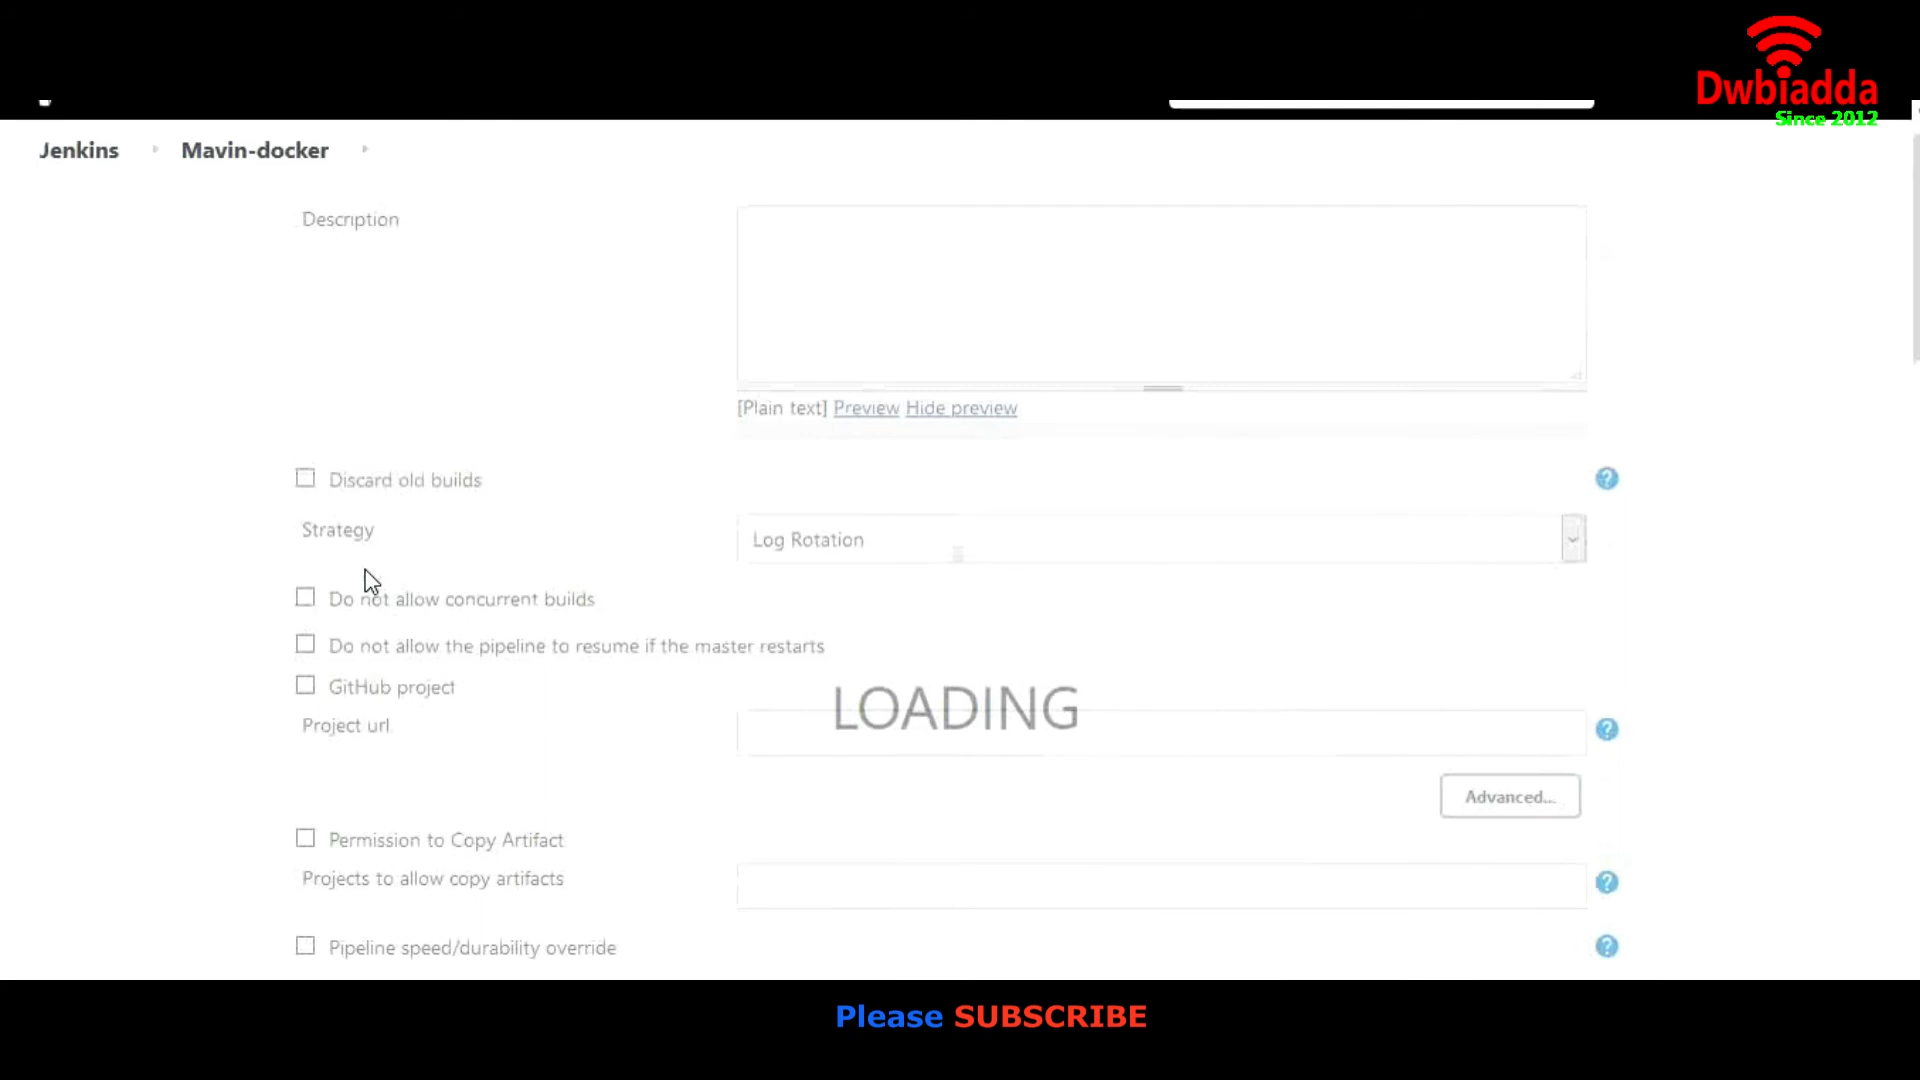 Dwbiadda
Since 2012
Jenkins Mavin-docker
Description
[Plain text] Preview Hide preview
Discard old builds
Strategy
Log Rotation
Do not allow concurrent builds
Do not allow the pipeline to resume if the master restarts
GitHub project
LOADING
Project url
Advanced...
Permission to Copy Artifact
Projects to allow copy artifacts
Pipeline speed/durability override
Please SUBSCRIBE